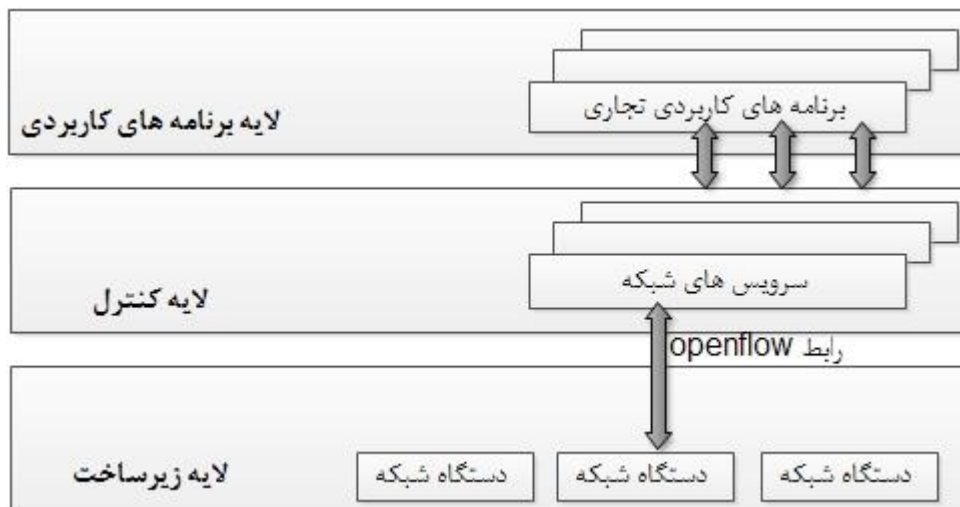 برنامه های کاربردی تجاری
لایه برنامه های کاربردی
سرویس های شبکه
لایه کنترل
رابط openflow
لایه زیرساخت
دستگاه شبکه
دستگاه شبکه
دستگاه شبکه